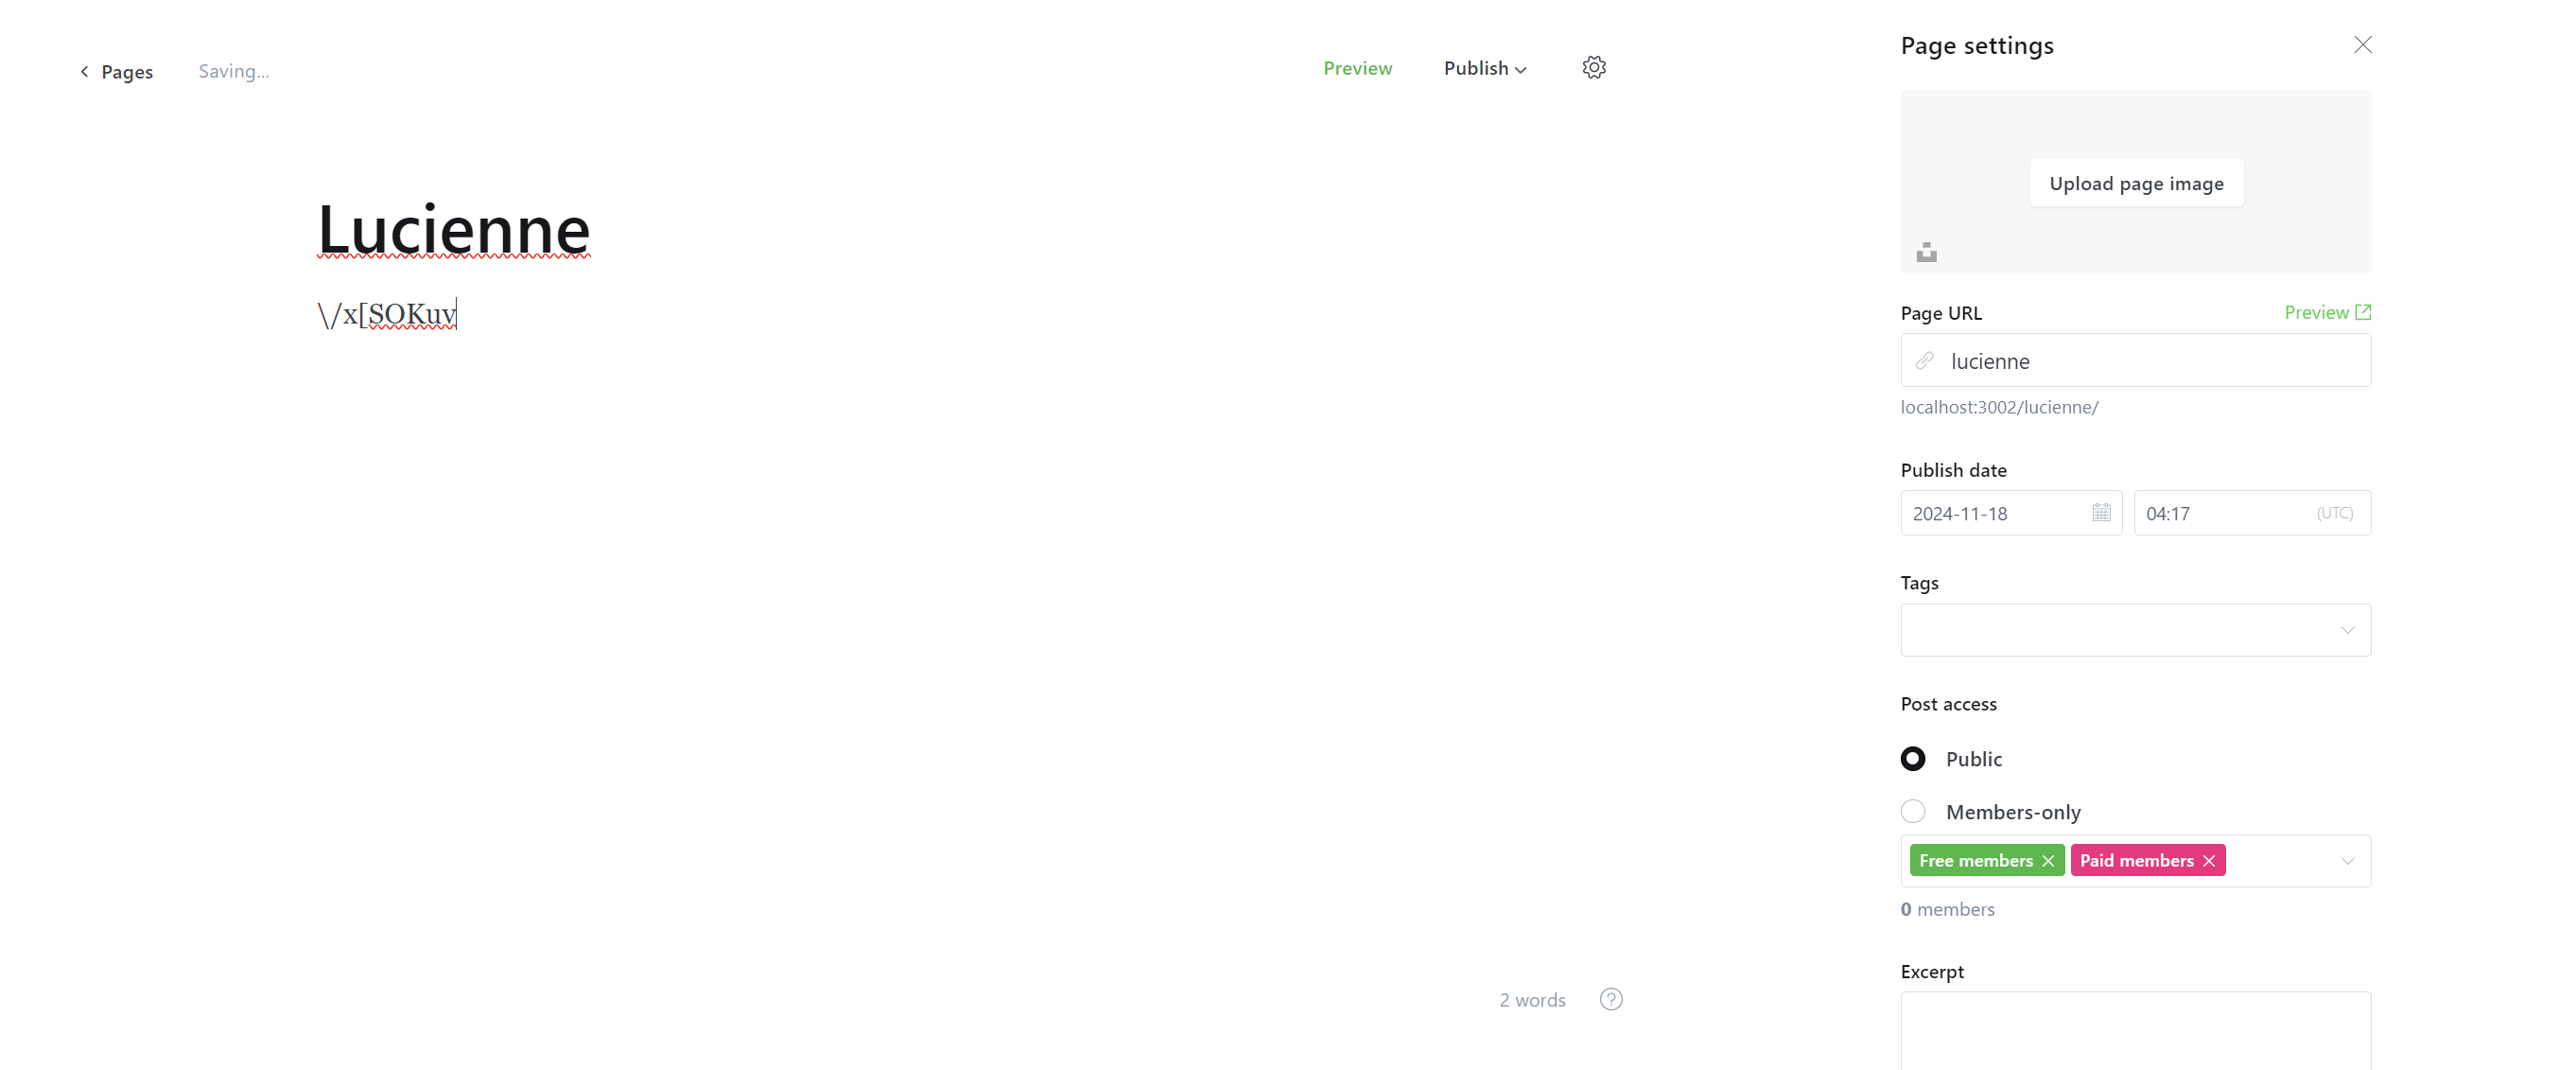 Pages
Saving...
Preview
Publish
Lucienne
\/x[SOKuv
2 words
?
Page settings
Upload page image
Page URL
Preview
lucienne
localhost:3002/lucienne/
Publish date
2024-11-18
04:17 (UTC)
Tags
Post access
Public
Members-only
Free members
Paid members
0 members
Excerpt